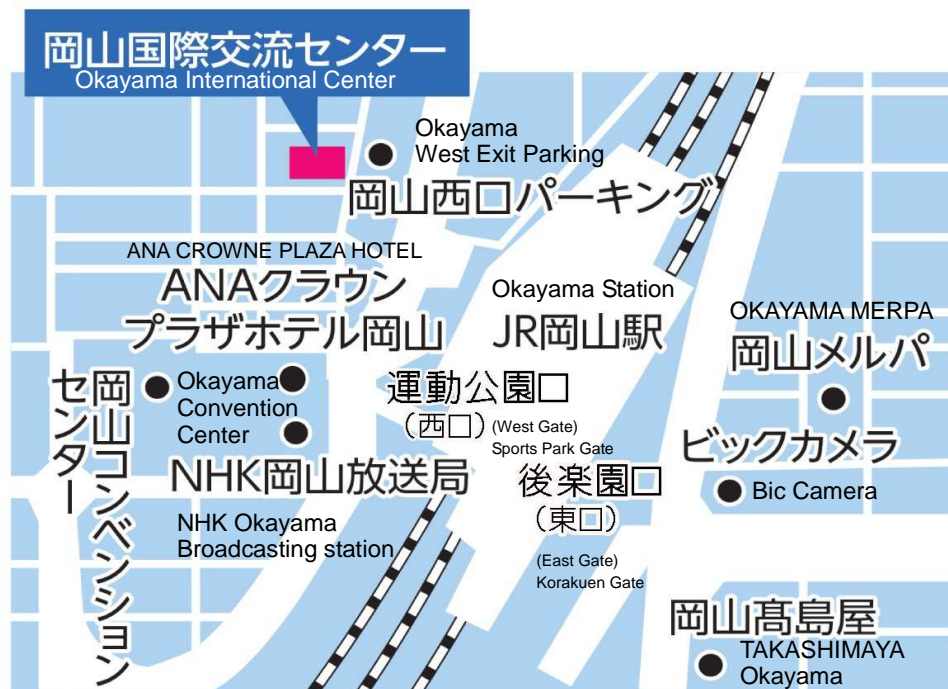 岡山国際交流センター
Okayama International Center
Okayama
West Exit Parking
岡山西口パーキング
ANA CROWNE PLAZA HOTEL
ANAクラウン
プラザホテル岡山
Okayama Station
JR岡山駅
OKAYAMA MERPA
岡山メルパ
岡山コンベンション
センター
Okayama
Convention
Center
運動公園口
（西口）
(West Gate)
Sports Park Gate
ビックカメラ
Bic Camera
NHK岡山放送局
NHK Okayama
Broadcasting station
後楽園口
（東口）
(East Gate)
Korakuen Gate
岡山髙島屋
TAKASHIMAYA
Okayama